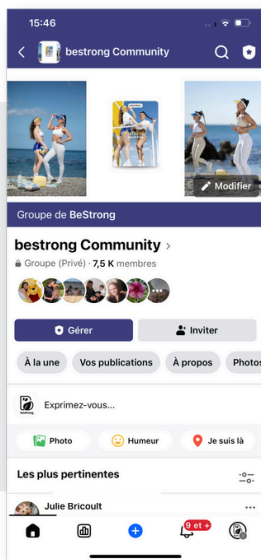 15:46
bestrong Community
Modifier
Groupe de BeStrong
bestrong Community >
Groupe (Privé) · 7,5 K membres
Gérer
Inviter
À la une
Vos publications
À propos
Photos
Exprimez-vous...
Photo
Humeur
Je suis là
Les plus pertinentes
Julie Bricoult
9 et +